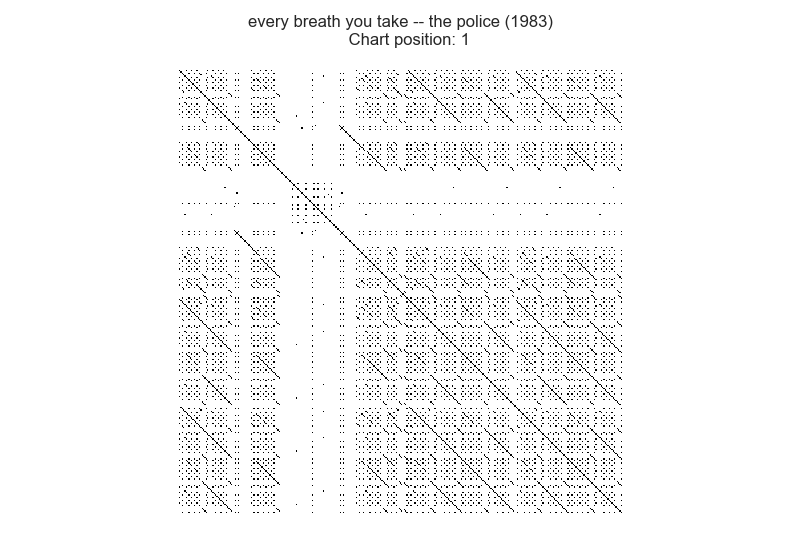 every breath you take -- the police (1983)
Chart position: 1